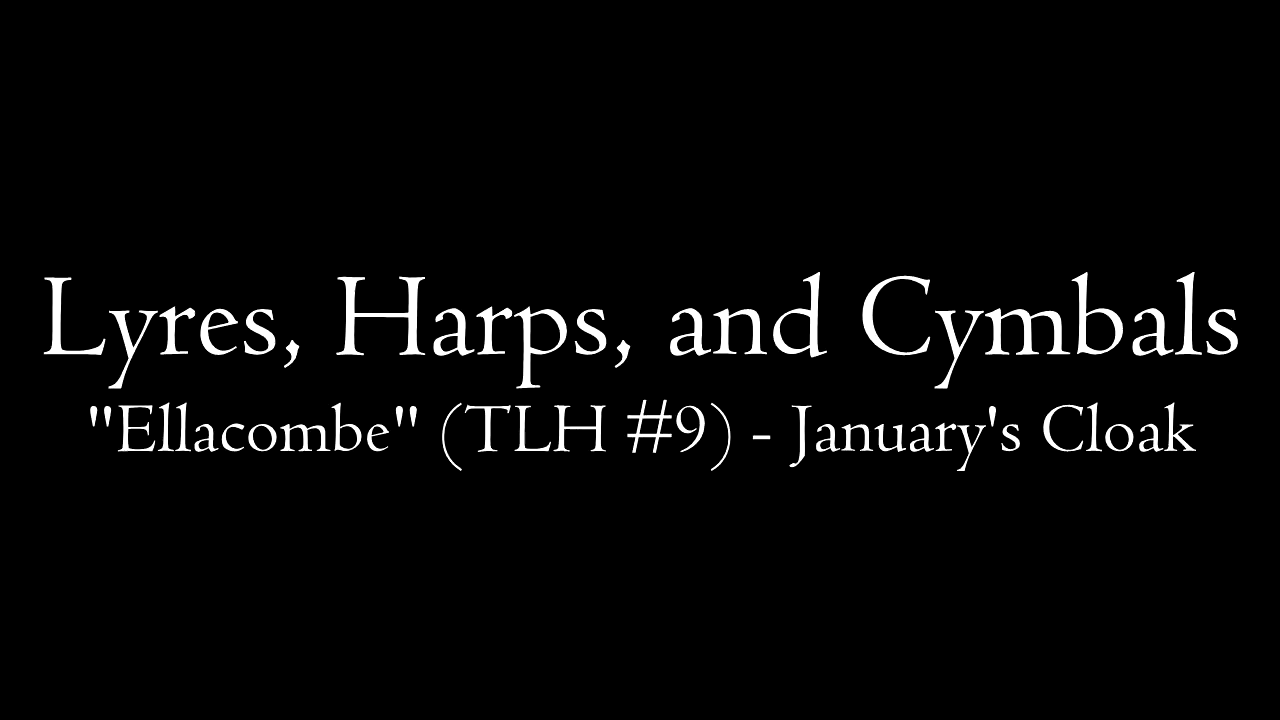 Lyres, Harps, and Cymbals
"Ellacombe" (TLH #9) - January's Cloak